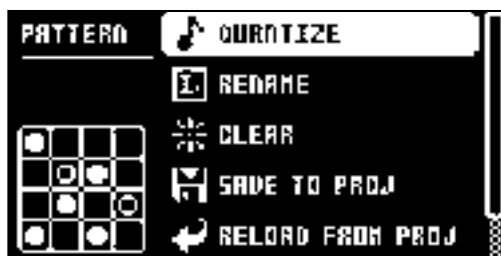 PATTERN
QUANTIZE
RENAME
CLEAR
SAVE TO PROJ
RELOAD FROM PROJ